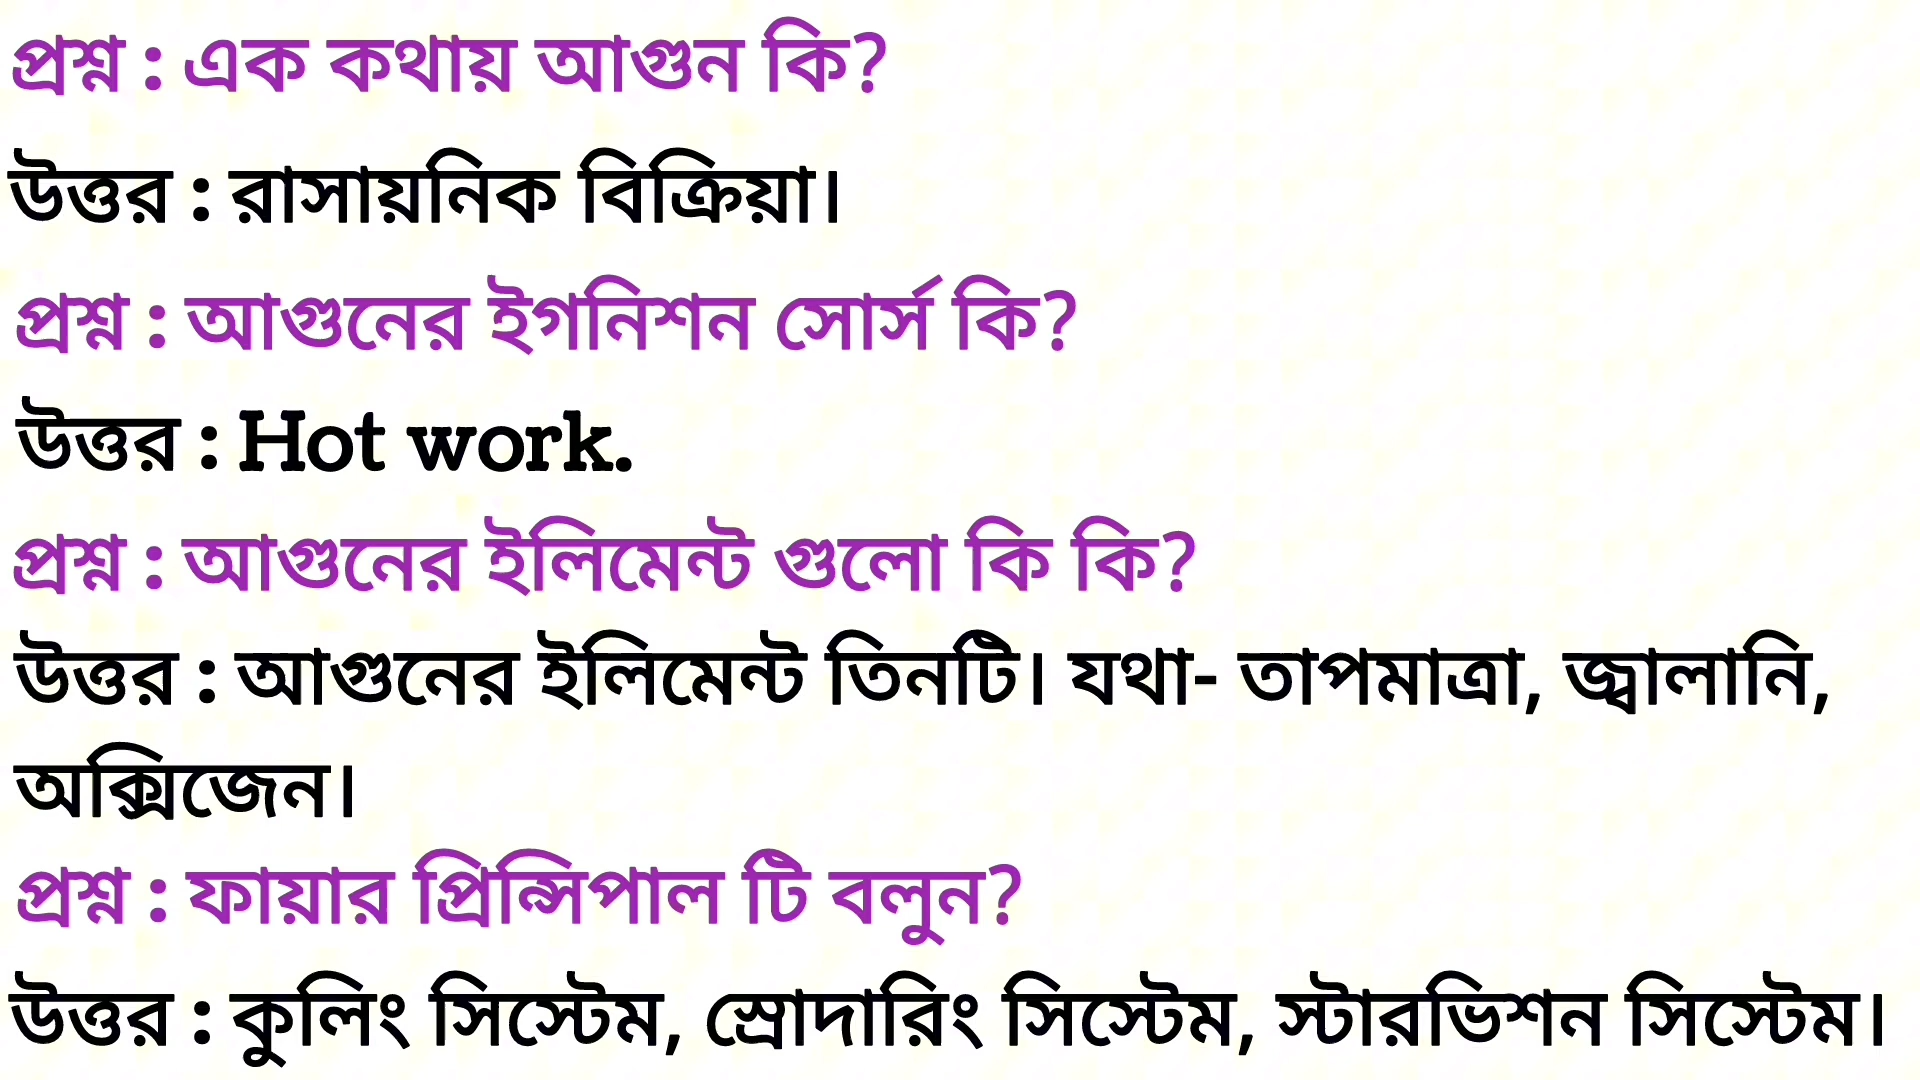 প্রশ্ন : এক কথায় আগুন কি?
উত্তর : রাসায়নিক বিক্রিয়া।
প্রশ্ন : আগুনের ইগনিশন সোর্স কি?
উত্তর : Hot work.
প্রশ্ন : আগুনের ইলিমেন্ট গুলো কি কি?
উত্তর : আগুনের ইলিমেন্ট তিনটি। যথা- তাপমাত্রা, জ্বালানি,
অক্সিজেন।
প্রশ্ন : ফায়ার প্রিন্সিপাল টি বলুন?
উত্তর : কুলিং সিস্টেম, স্রোদারিং সিস্টেম, স্টারভিশন সিস্টেম।